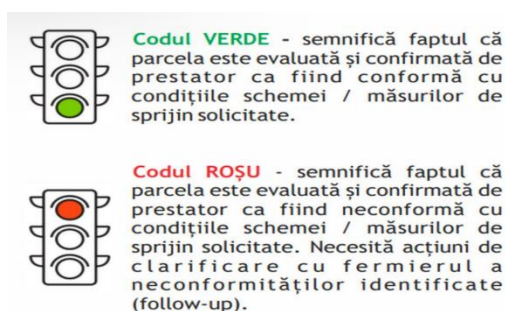 Codul VERDE - semnifică faptul că
parcela este evaluată și confirmată de
prestator ca fiind conformă cu
condițiile schemei / măsurilor de
sprijin solicitate.
Codul ROȘU - semnifică faptul că
parcela este evaluată și confirmată de
prestator ca fiind neconformă cu
condițiile schemei / măsurilor de
sprijin solicitate. Necesită acțiuni de
clarificare cu fermierul a
neconformităților identificate
(follow-up).